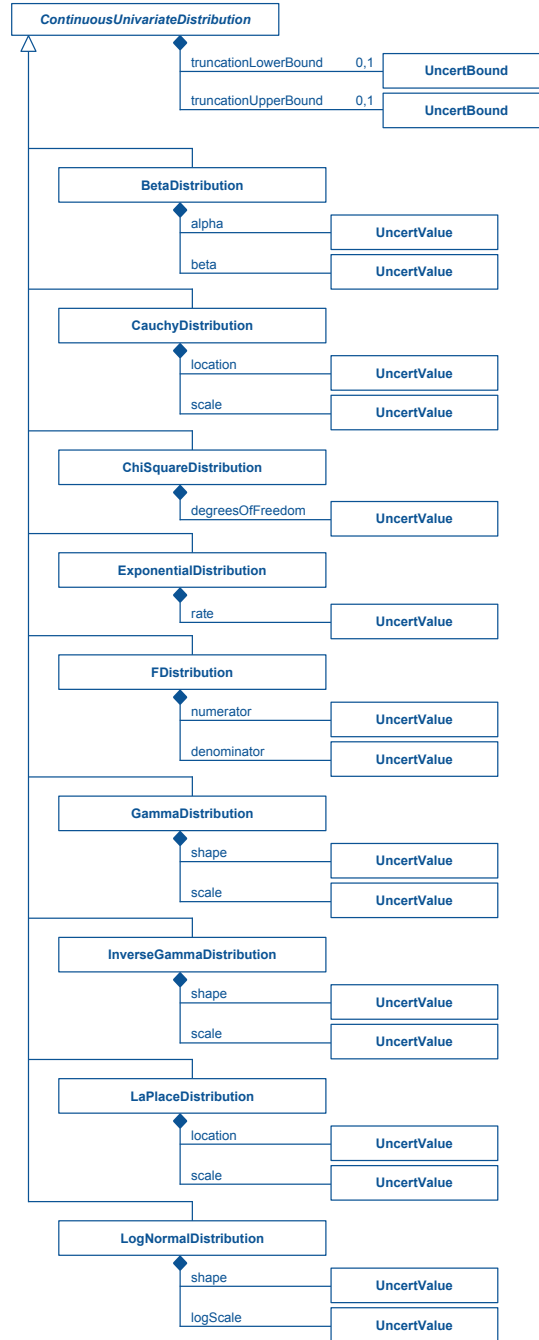 ContinuousUnivariateDistribution
truncationLowerBound 0,1
UncertBound
truncationUpperBound 0,1
UncertBound
BetaDistribution
alpha
UncertValue
beta
UncertValue
CauchyDistribution
location
UncertValue
scale
UncertValue
ChiSquareDistribution
degreesOfFreedom
UncertValue
ExponentialDistribution
rate
UncertValue
FDistribution
numerator
UncertValue
denominator
UncertValue
GammaDistribution
shape
UncertValue
scale
UncertValue
InverseGammaDistribution
shape
UncertValue
scale
UncertValue
LaPlaceDistribution
location
UncertValue
scale
UncertValue
LogNormalDistribution
shape
UncertValue
logScale
UncertValue